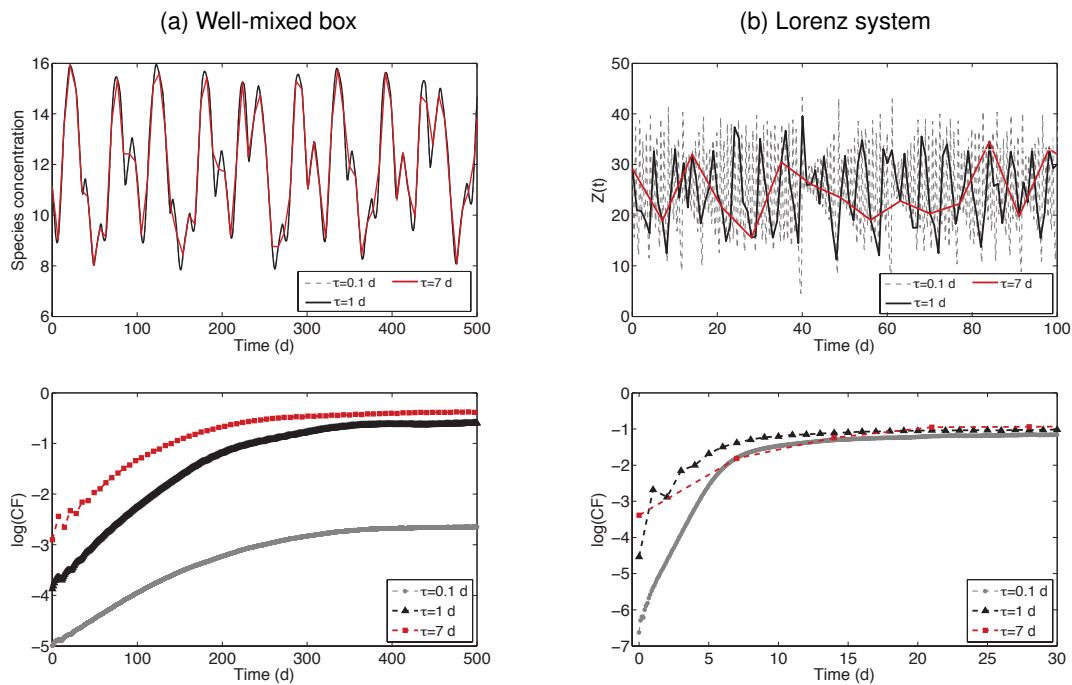 (a) Well-mixed box
(b) Lorenz system
Species concentration
16
14
12
10
8
6
0 100 200 300 400 500
Time (d)
τ=0.1 d
τ=7 d
τ=1 d
Z(t)
50
40
30
20
10
0
0 20 40 60 80 100
Time (d)
τ=0.1 d
τ=7 d
τ=1 d
log(CF)
-0
-1
-2
-3
-4
-5
0 100 200 300 400 500
Time (d)
τ=0.1 d
τ=1 d
τ=7 d
log(CF)
-0
-1
-2
-3
-4
-5
-6
-7
0 5 10 15 20 25 30
Time (d)
τ=0.1 d
τ=1 d
τ=7 d